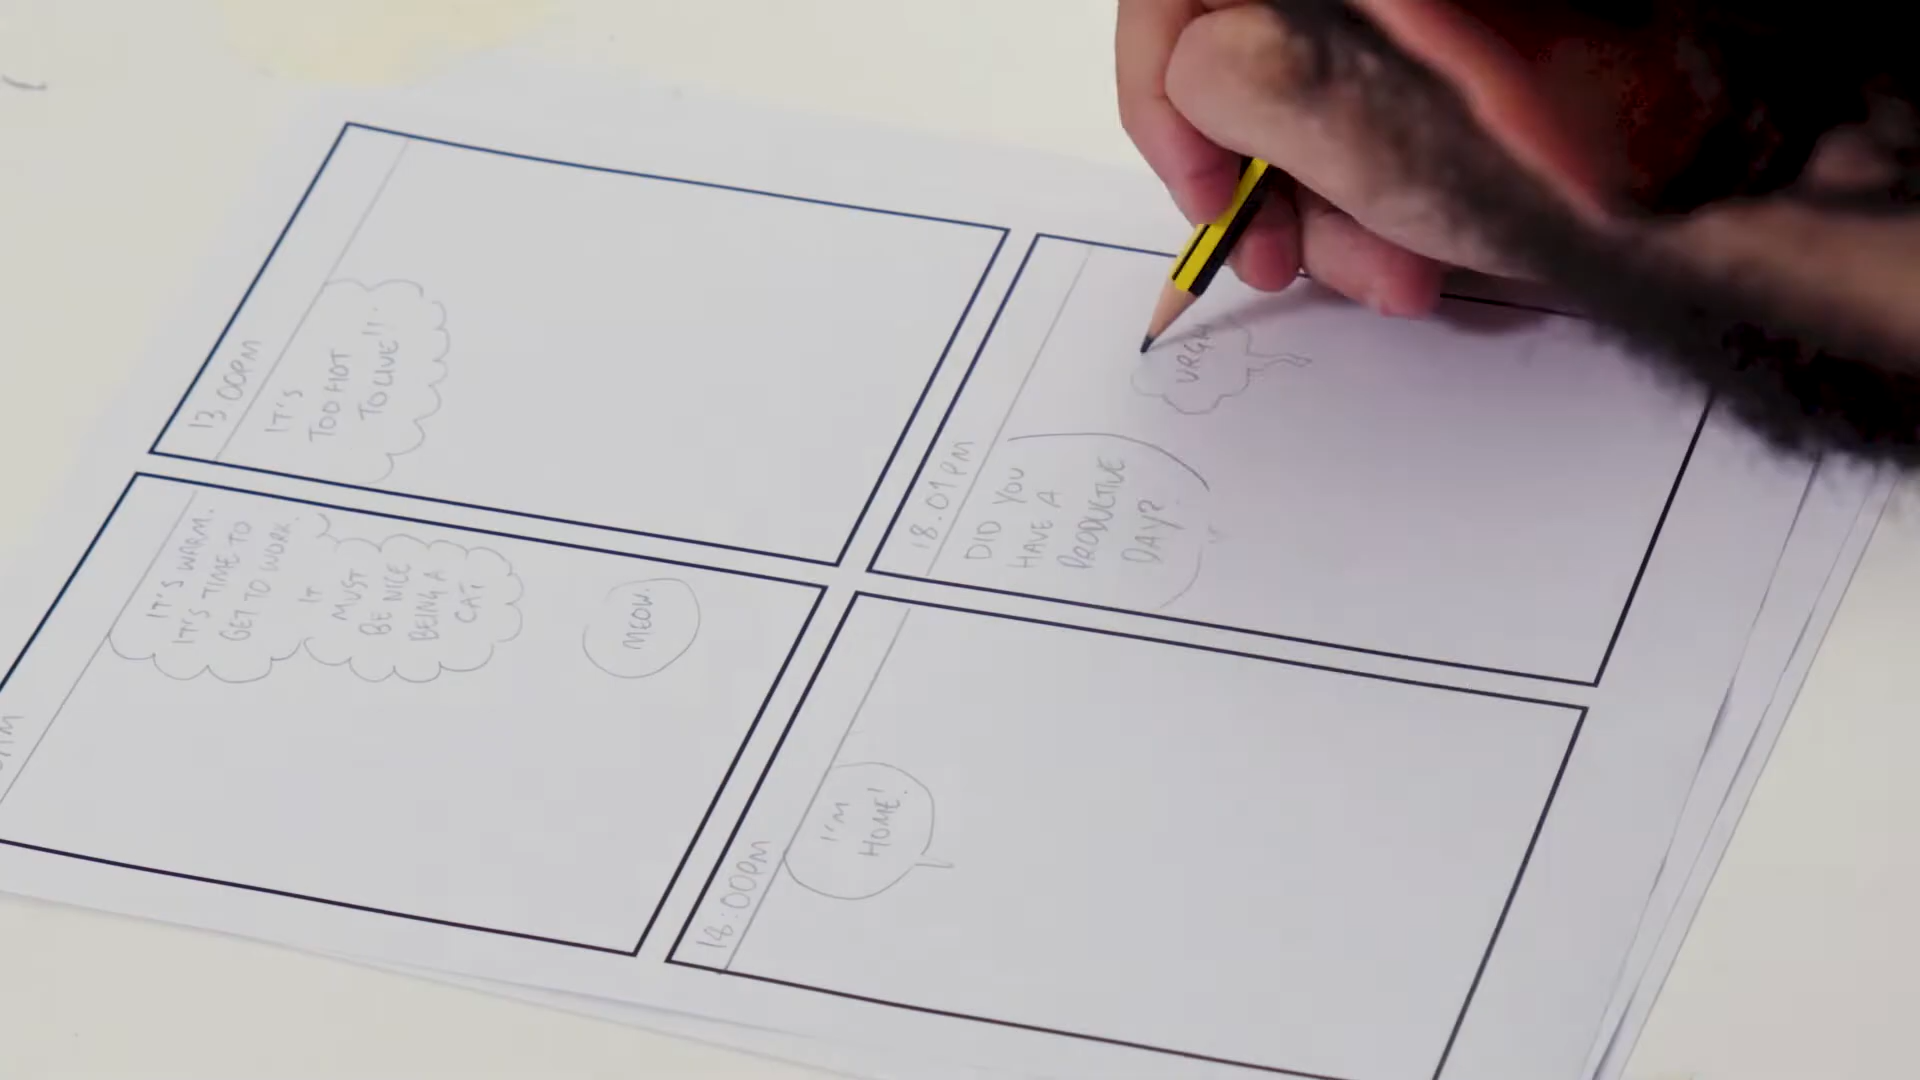 IT'S WARM.
IT'S TIME TO
GET TO WORK.
IT
MUST
BE NICE
BEING A
CAT
MEOW.
13.00PM
IT'S
TOO HOT
TO LIVE!!
18:00PM
I'M
HOME!
18.01PM
DID YOU
HAVE A
PRODUCTIVE
DAY?
URGH